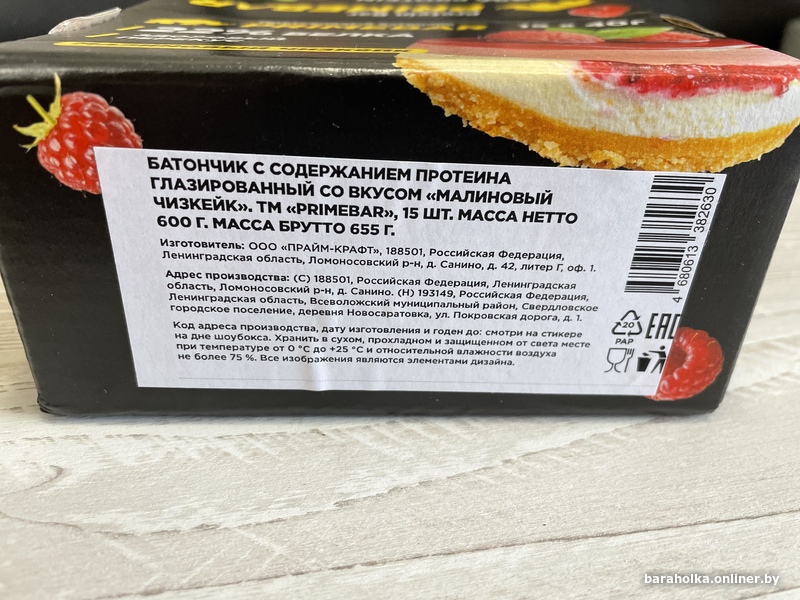 БЕЛКА
БАТОНЧИК С СОДЕРЖАНИЕМ ПРОТЕИНА
ГЛАЗИРОВАННЫЙ СО ВКУСОМ «МАЛИНОВЫЙ
ЧИЗКЕЙК». ТМ «PRIMEBAR», 15 ШТ. МАССА НЕТТО
600 Г. МАССА БРУТТО 655 Г.
Изготовитель: ООО «ПРАЙМ-КРАФТ», 188501, Российская Федерация,
Ленинградская область, Ломоносовский р-н, д. Санино, д. 42, литер Г, оф. 1.
Адрес производства: (С) 188501, Российская Федерация, Ленинградская
область, Ломоносовский р-н, д. Санино. (Н) 193149, Российская Федерация,
Ленинградская область, Всеволожский муниципальный район, Свердловское
городское поселение, деревня Новосаратовка, ул. Покровская дорога, д. 1.
Код адреса производства, дату изготовления и годен до: смотри на стикере
на дне шоубокса. Хранить в сухом, прохладном и защищенном от света месте
при температуре от 0 °С до +25 °С и относительной влажности воздуха
не более 75 %. Все изображения являются элементами дизайна.
4 680613 382630
20
PAP
EAC
baraholka.onliner.by